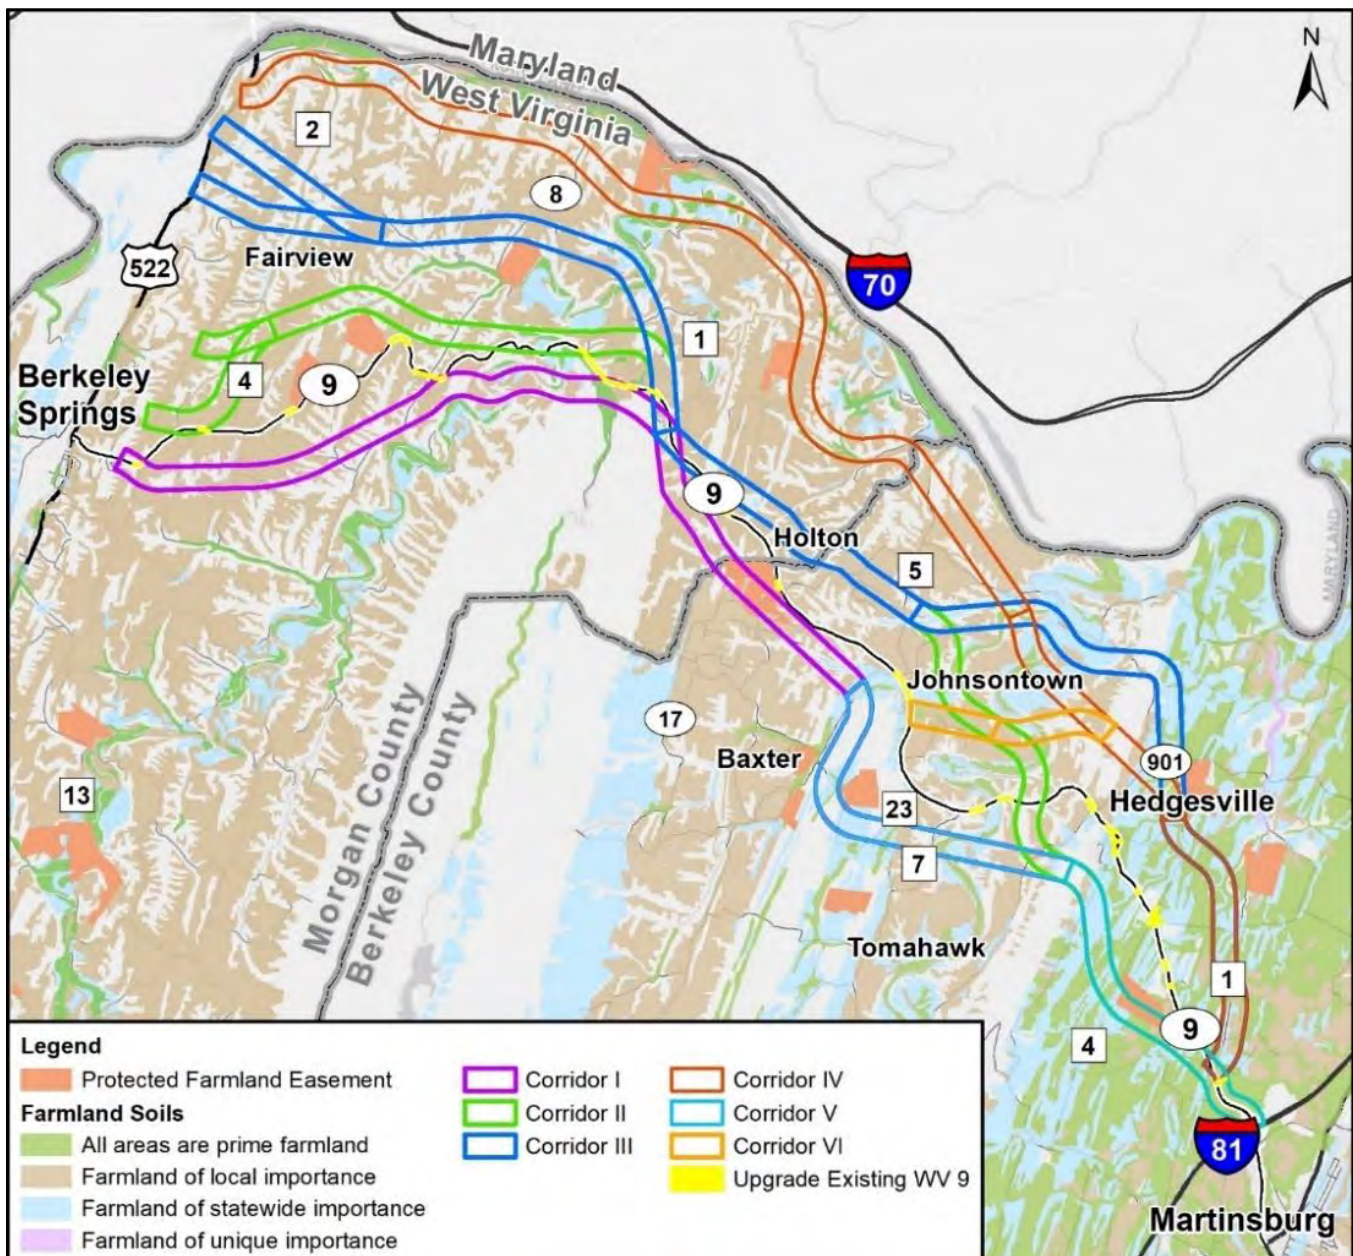 N
Maryland
West Virginia
2
8
Fairview
522
70
1
4
9
Berkeley
Springs
9
Holton
5
MARYLAND
Johnsontown
17
Baxter
901
13
23
Hedgesville
7
Morgan County
Berkeley County
Tomahawk
1
9
4
81
Martinsburg
Legend
Protected Farmland Easement
Farmland Soils
All areas are prime farmland
Farmland of local importance
Farmland of statewide importance
Farmland of unique importance
Corridor I
Corridor II
Corridor III
Corridor IV
Corridor V
Corridor VI
Upgrade Existing WV 9